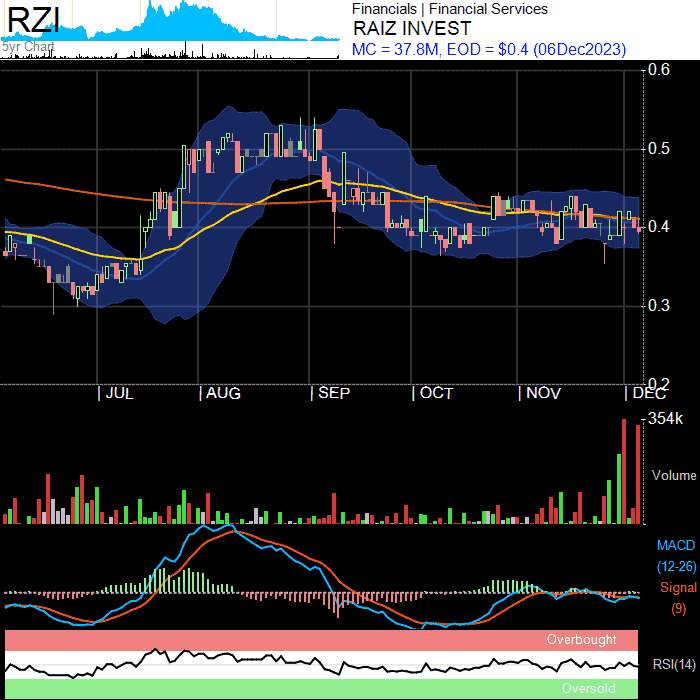 RZI
5yr Chart
Financials | Financial Services
RAIZ INVEST
MC = 37.8M, EOD = $0.4 (06Dec2023)
0.6
0.5
0.4
0.3
0.2
| JUL | AUG | SEP | OCT | NOV | DEC
354k
Volume
MACD
(12-26)
Signal
(9)
Overbought
RSI(14)
Oversold